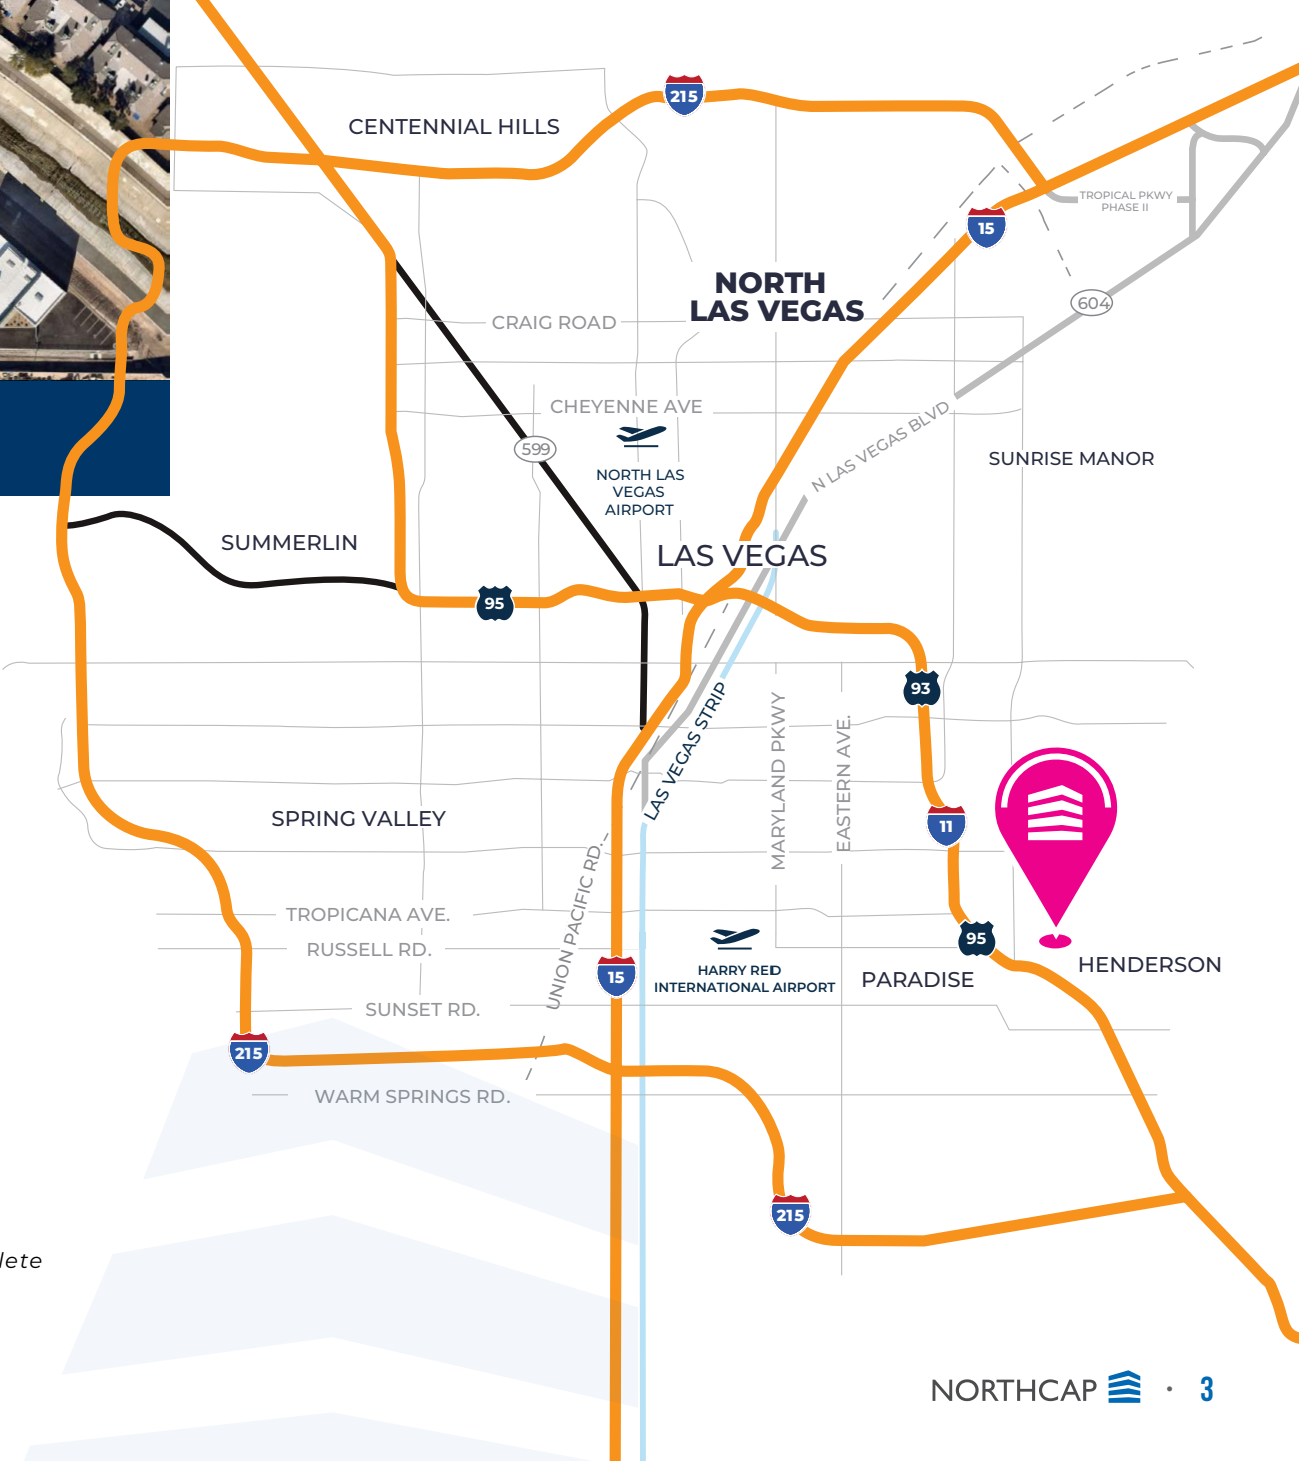 215
CENTENNIAL HILLS
TROPICAL PKWY
PHASE II
15
NORTH
LAS VEGAS
604
CRAIG ROAD
CHEYENNE AVE
N LAS VEGAS BLVD
599
SUNRISE MANOR
NORTH LAS
VEGAS
AIRPORT
SUMMERLIN
LAS VEGAS
95
93
LAS VEGAS STRIP
MARYLAND PKWY
EASTERN AVE.
SPRING VALLEY
11
UNION PACIFIC RD.
TROPICANA AVE.
RUSSELL RD.
95
HENDERSON
15
HARRY REID
INTERNATIONAL AIRPORT
PARADISE
SUNSET RD.
215
WARM SPRINGS RD.
215
lete
NORTHCAP · 3